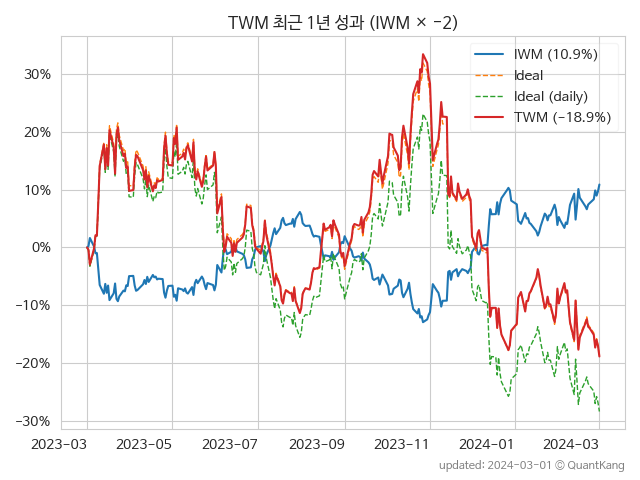 TWM 최근 1년 성과 (IWM × −2)
IWM (10.9%)
Ideal
Ideal (daily)
TWM (−18.9%)
30%
20%
10%
0%
−10%
−20%
−30%
2023−03 2023−05 2023−07 2023−09 2023−11 2024−01 2024−03
updated: 2024−03−01 © QuantKang